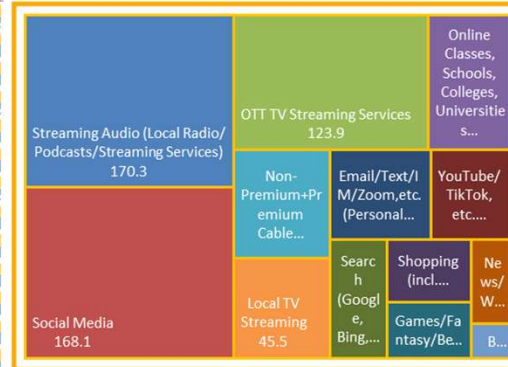 Streaming Audio (Local Radio/
Podcasts/Streaming Services)
170.3
Social Media
168.1
OTT TV Streaming Services
123.9
Online
Classes,
Schools,
Colleges,
Universitie
s...
Non-
Premium+Pr
emium
Cable...
Email/Text/I
M/Zoom,etc.
(Personal...
YouTube/
TikTok,
etc....
Local TV
Streaming
45.5
Searc
h
(Googl
e,
Bing,...
Shopping
(incl....
Ne
ws/
W...
Games/Fa
ntasy/Be...
B...